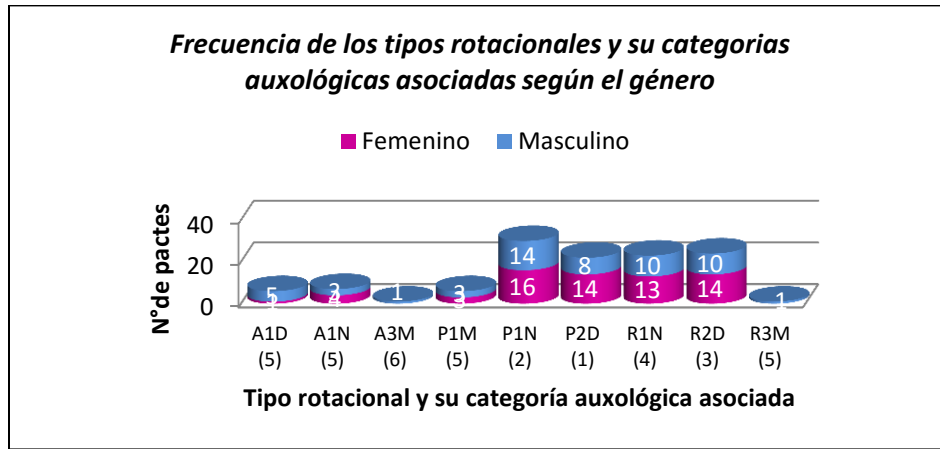 Frecuencia de los tipos rotacionales y su categorias
auxológicas asociadas según el género
Femenino Masculino
N°de pactes
40
20
0
14
8
10
10
16
14
13
14
5
1
3
1
A1D A1N A3M P1M P1N P2D R1N R2D R3M
(5) (5) (6) (5) (2) (1) (4) (3) (5)
Tipo rotacional y su categoría auxológica asociada